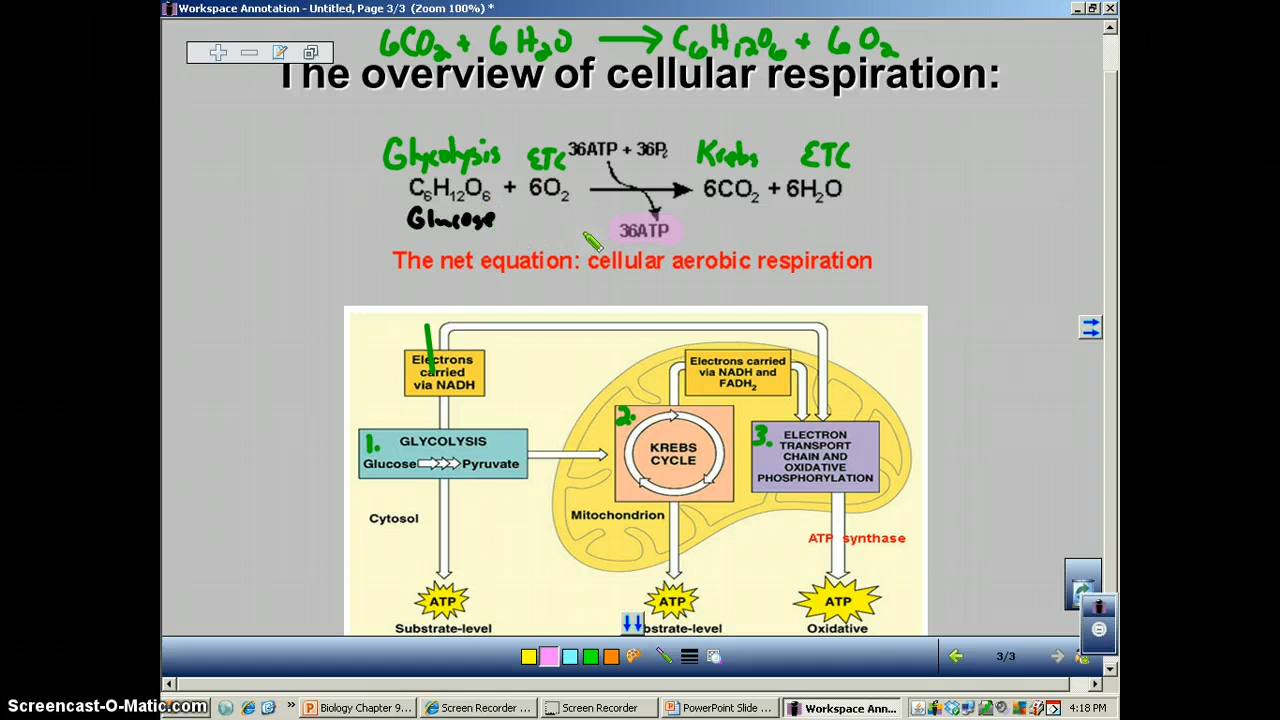 Workspace Annotation - Untitled, Page 3/3 (Zoom 100%) *
6CO₂ + 6H₂O → C₆H₁₂O₆ + 6O₂
The overview of cellular respiration:
Glycolysis ETC 36ATP + 36P₂ Krebs ETC
C₆H₁₂O₆ + 6O₂ → 6CO₂ + 6H₂O
Glucose 36ATP
The net equation: cellular aerobic respiration
Electrons
carried
via NADH
Electrons carried
via NADH and
FADH₂
1. GLYCOLYSIS
Glucose Pyruvate
2. KREBS
CYCLE
3. ELECTRON
TRANSPORT
CHAIN AND
OXIDATIVE
PHOSPHORYLATION
Cytosol
Mitochondrion
ATP synthase
ATP
ATP
ATP
Substrate-level
bstrate-level
Oxidative
3/3
Screencast-O-Matic.com
Biology Chapter 9...
Screen Recorder ...
Screen Recorder
PowerPoint Slide ...
Workspace Ann...
4:18 PM